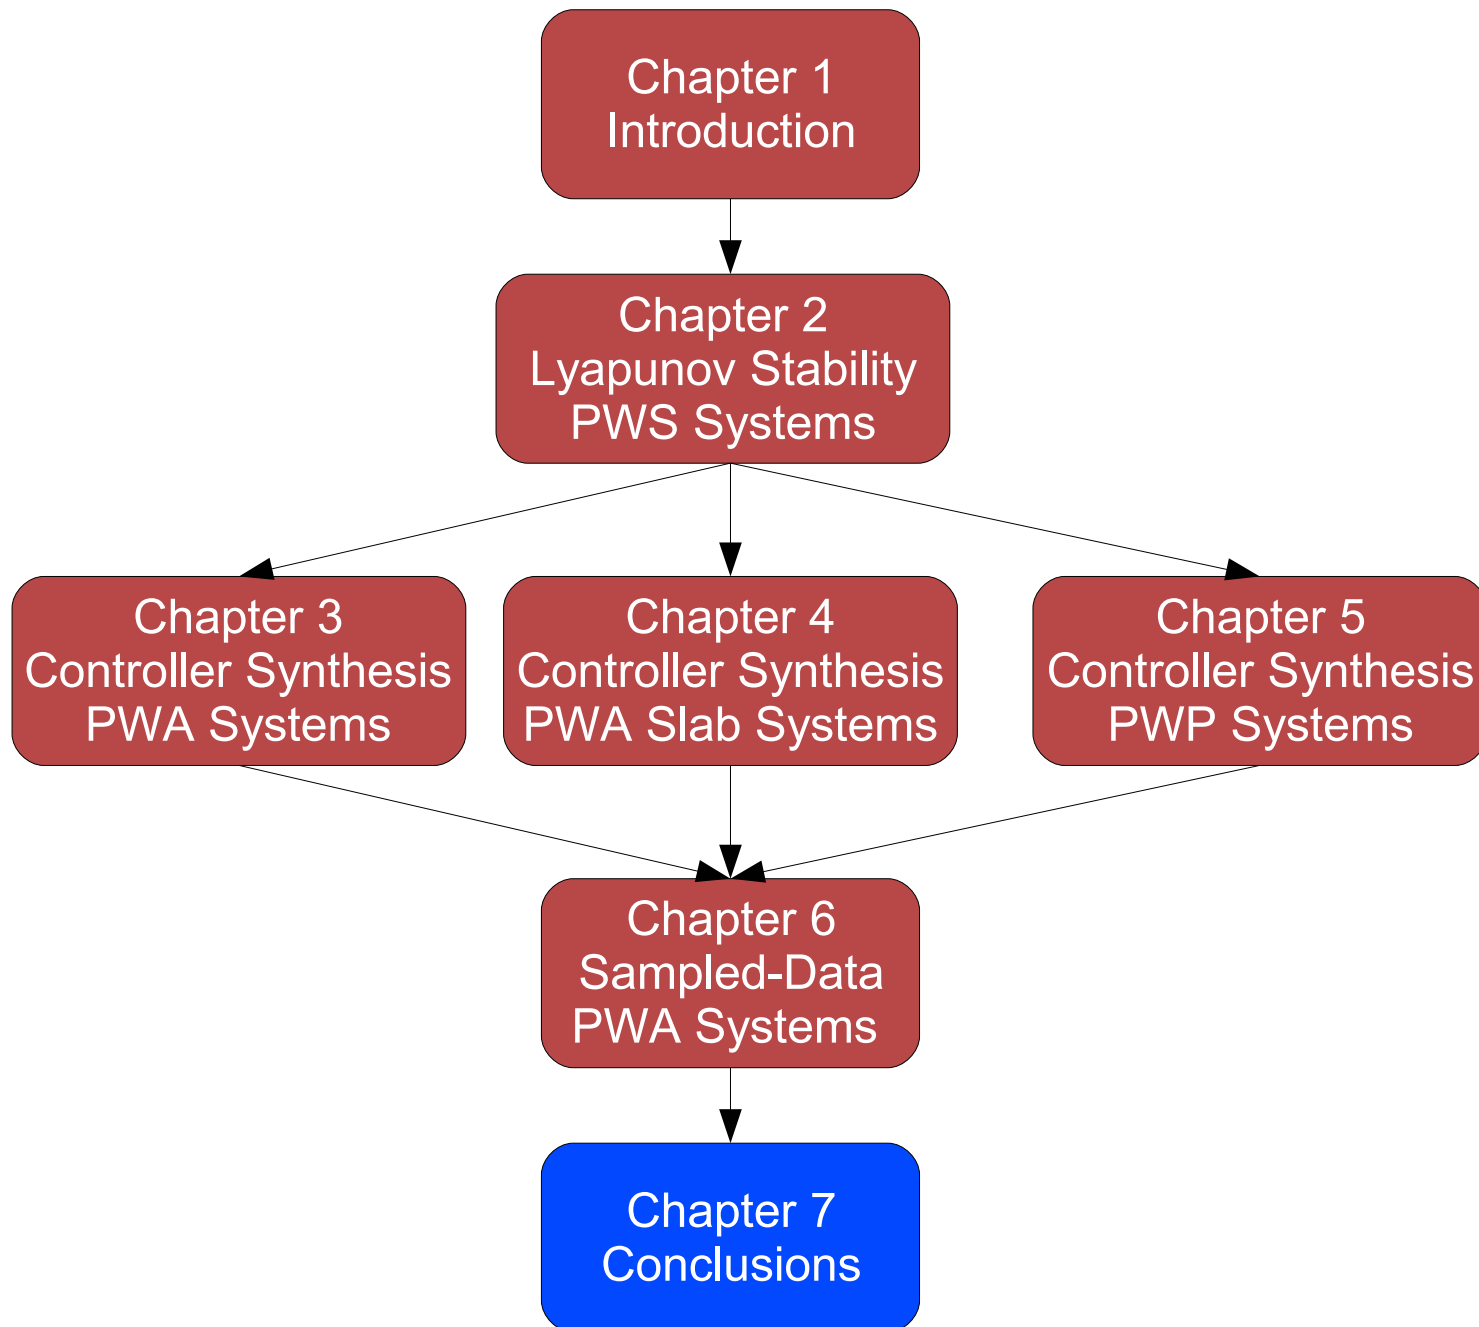 Chapter 1
Introduction
Chapter 2
Lyapunov Stability
PWS Systems
Chapter 3
Controller Synthesis
PWA Systems
Chapter 4
Controller Synthesis
PWA Slab Systems
Chapter 5
Controller Synthesis
PWP Systems
Chapter 6
Sampled-Data
PWA Systems
Chapter 7
Conclusions